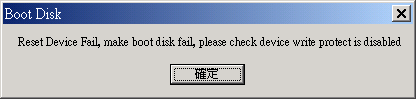 Boot Disk
Reset Device Fail, make boot disk fail, please check device write protect is disabled
確定